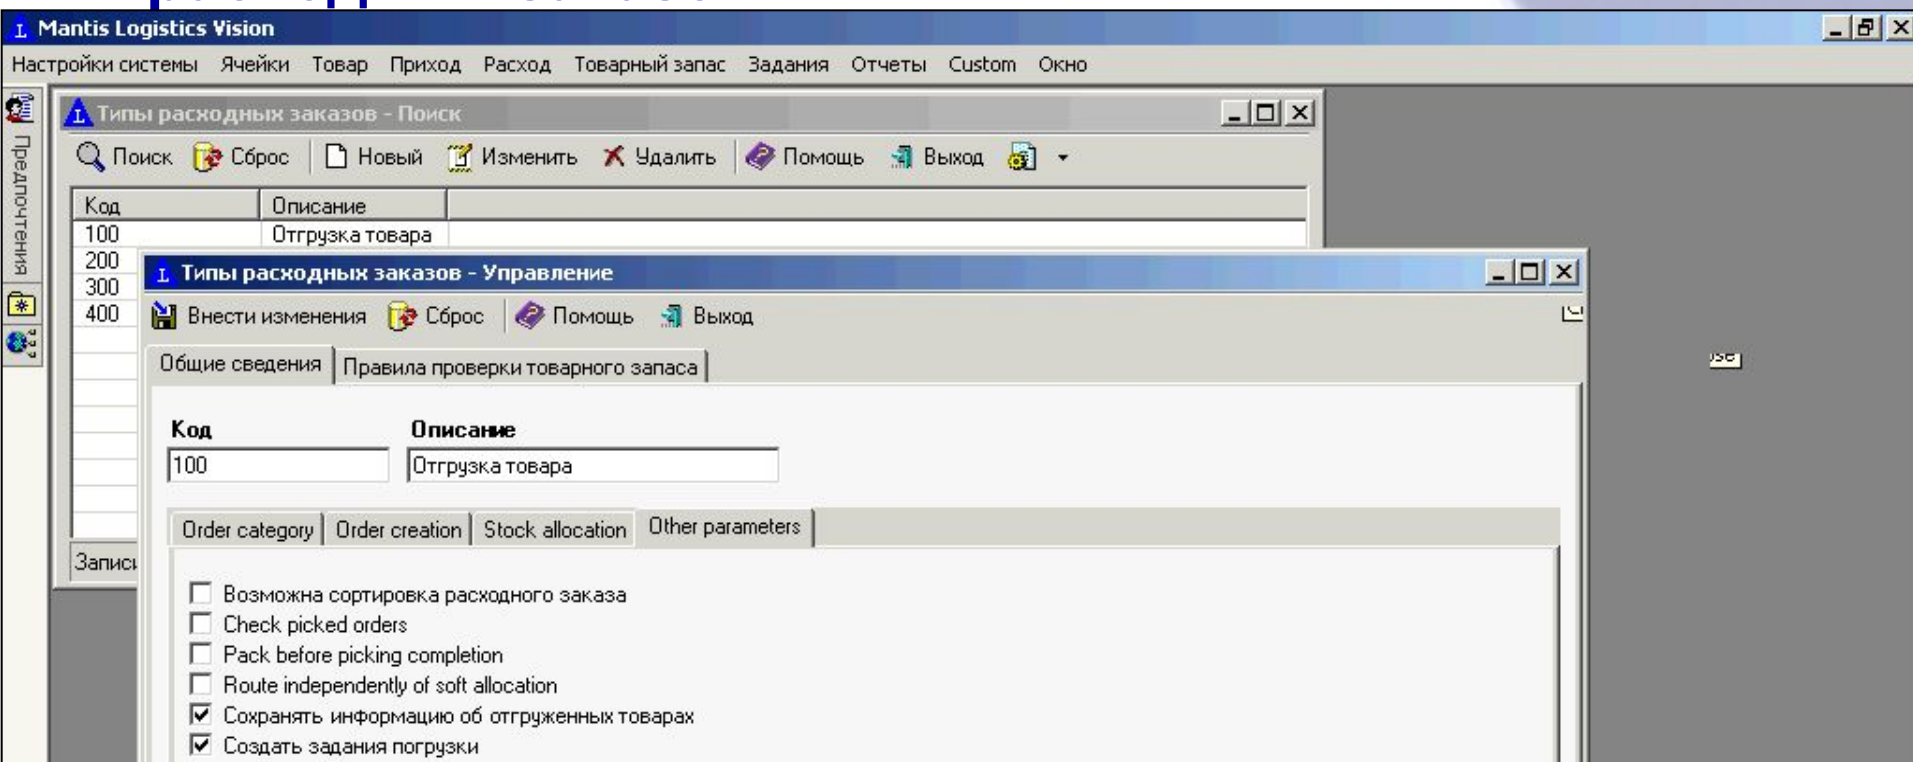 Mantis Logistics Vision
Настройки системы Ячейки Товар Приход Расход Товарный запас Задания Отчеты Custom Окно
Предпочтения
Типы расходных заказов - Поиск
Поиск Сброс Новый Изменить Удалить Помощь Выход
Код Описание
100 Отгрузка товара
200
300
400
Типы расходных заказов - Управление
Внести изменения Сброс Помощь Выход
Общие сведения Правила проверки товарного запаса
Код Описание
100 Отгрузка товара
Order category Order creation Stock allocation Other parameters
Возможна сортировка расходного заказа
Check picked orders
Pack before picking completion
Route independently of soft allocation
Сохранять информацию об отгруженных товарах
Создать задания погрузки